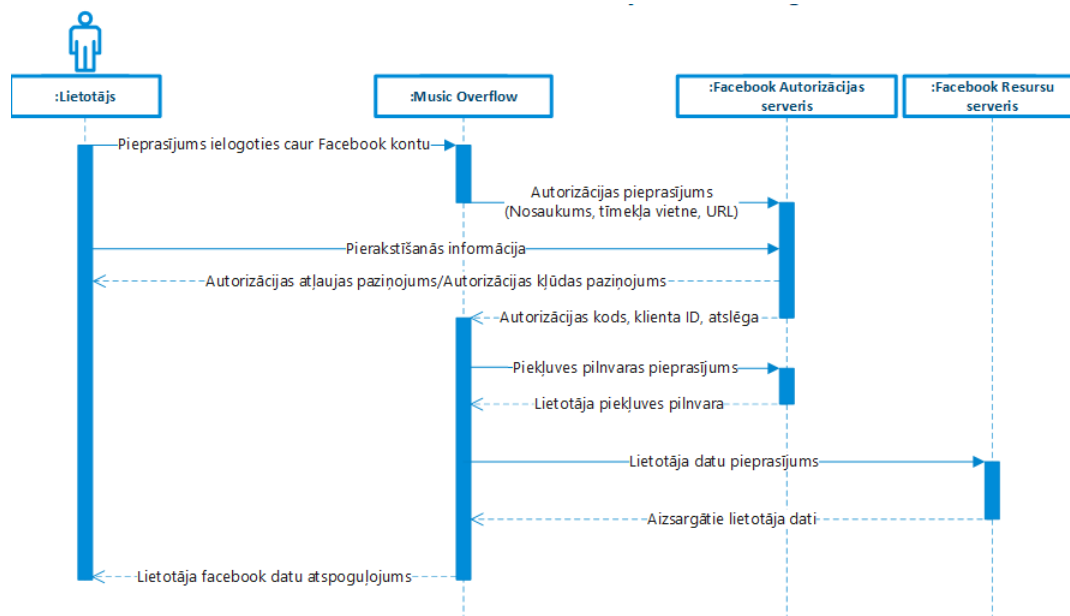 :Lietotājs
:Music Overflow
:Facebook Autorizācijas
serveris
:Facebook Resursu
serveris
Pieprasījums ielogoties caur Facebook kontu
Autorizācijas pieprasījums
(Nosaukums, tīmekļa vietne, URL)
Pierakstīšanās informācija
Autorizācijas atļaujas paziņojums/Autorizācijas kļūdas paziņojums
Autorizācijas kods, klienta ID, atslēga
Piekļuves pilnvaras pieprasījums
Lietotāja piekļuves pilnvara
Lietotāja datu pieprasījums
Aizsargātie lietotāja dati
Lietotāja facebook datu atspoguļojums